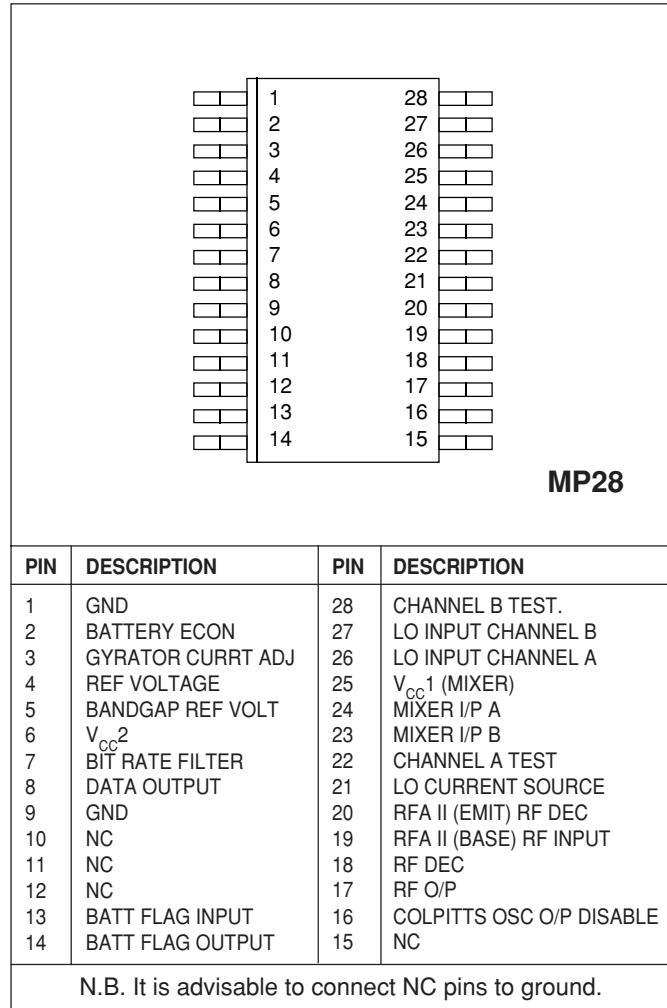 1 28
2 27
3 26
4 25
5 24
6 23
7 22
8 21
9 20
10 19
11 18
12 17
13 16
14 15
MP28
PIN DESCRIPTION PIN DESCRIPTION
1 GND 28 CHANNEL B TEST.
2 BATTERY ECON 27 LO INPUT CHANNEL B
3 GYRATOR CURRT ADJ 26 LO INPUT CHANNEL A
4 REF VOLTAGE 25 VCC1 (MIXER)
5 BANDGAP REF VOLT 24 MIXER I/P A
6 VCC2 23 MIXER I/P B
7 BIT RATE FILTER 22 CHANNEL A TEST
8 DATA OUTPUT 21 LO CURRENT SOURCE
9 GND 20 RFA II (EMIT) RF DEC
10 NC 19 RFA II (BASE) RF INPUT
11 NC 18 RF DEC
12 NC 17 RF O/P
13 BATT FLAG INPUT 16 COLPITTS OSC O/P DISABLE
14 BATT FLAG OUTPUT 15 NC
N.B. It is advisable to connect NC pins to ground.